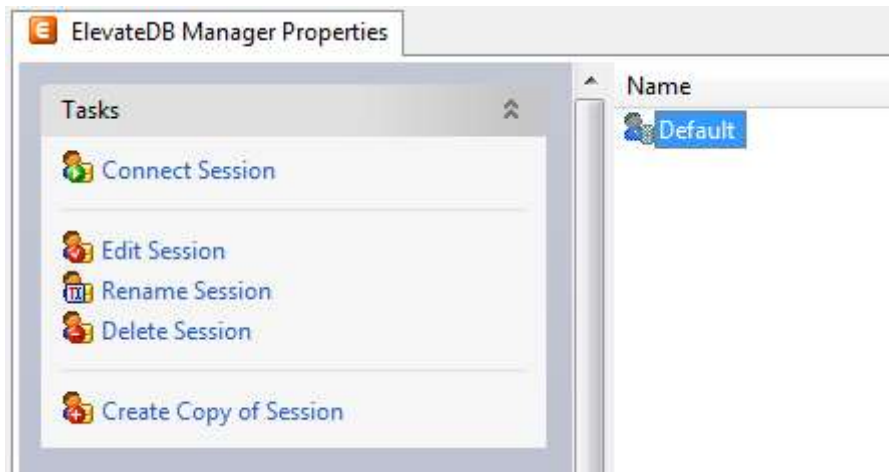 ElevateDB Manager Properties
Tasks
Connect Session
Edit Session
Rename Session
Delete Session
Create Copy of Session
Name
Default